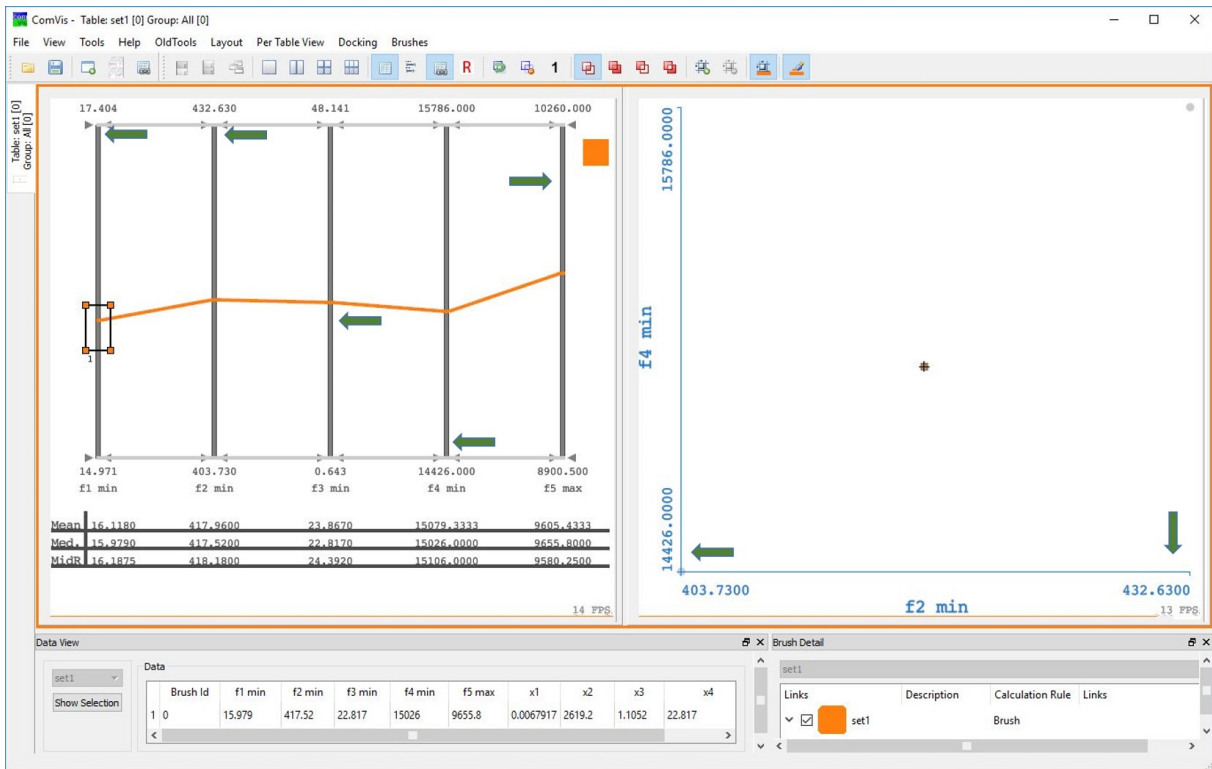 ComVis - Table: set1 [0] Group: All [0]
File View Tools Help OldTools Layout Per Table View Docking Brushes
R 1
Table: set1 [0]
Group: All [0]
17.404 432.630 48.141 15786.000 10260.000
1
14.971 403.730 0.643 14426.000 8900.500
f1 min f2 min f3 min f4 min f5 max
Mean 16.1180 417.9600 23.8670 15079.3333 9605.4333
Med. 15.9790 417.5200 22.8170 15026.0000 9655.8000
MidR 16.1875 418.1800 24.3920 15106.0000 9580.2500
14 FPS
15786.0000
f4 min
14426.0000
403.7300 432.6300
f2 min
13 FPS
Data View
set1
Show Selection
Data
Brush Id f1 min f2 min f3 min f4 min f5 max x1 x2 x3 x4
1 0 15.979 417.52 22.817 15026 9655.8 0.0067917 2619.2 1.1052 22.817
Brush Detail
set1
Links Description Calculation Rule Links
set1 Brush